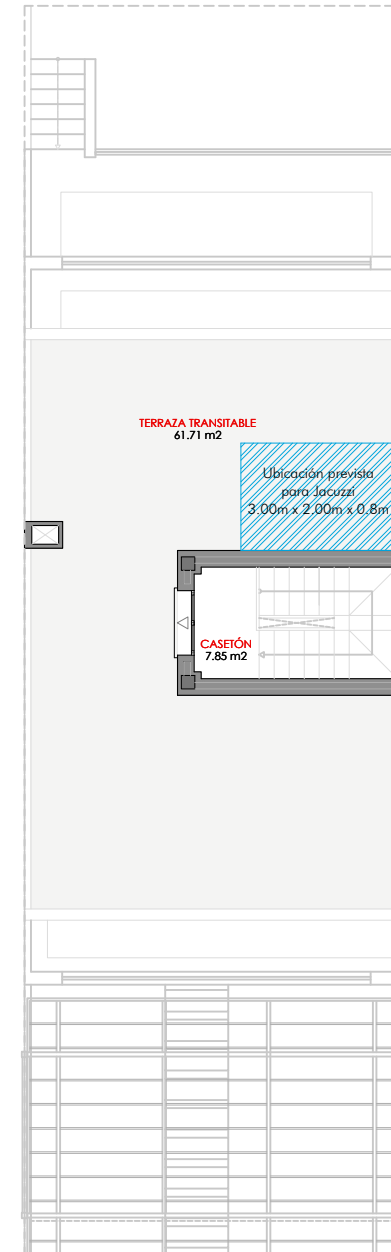 TERRAZA TRANSITABLE
61.71 m2
Ubicación prevista
para Jacuzzi
3.00m x 2.00m x 0.8m
CASETÓN
7.85 m2